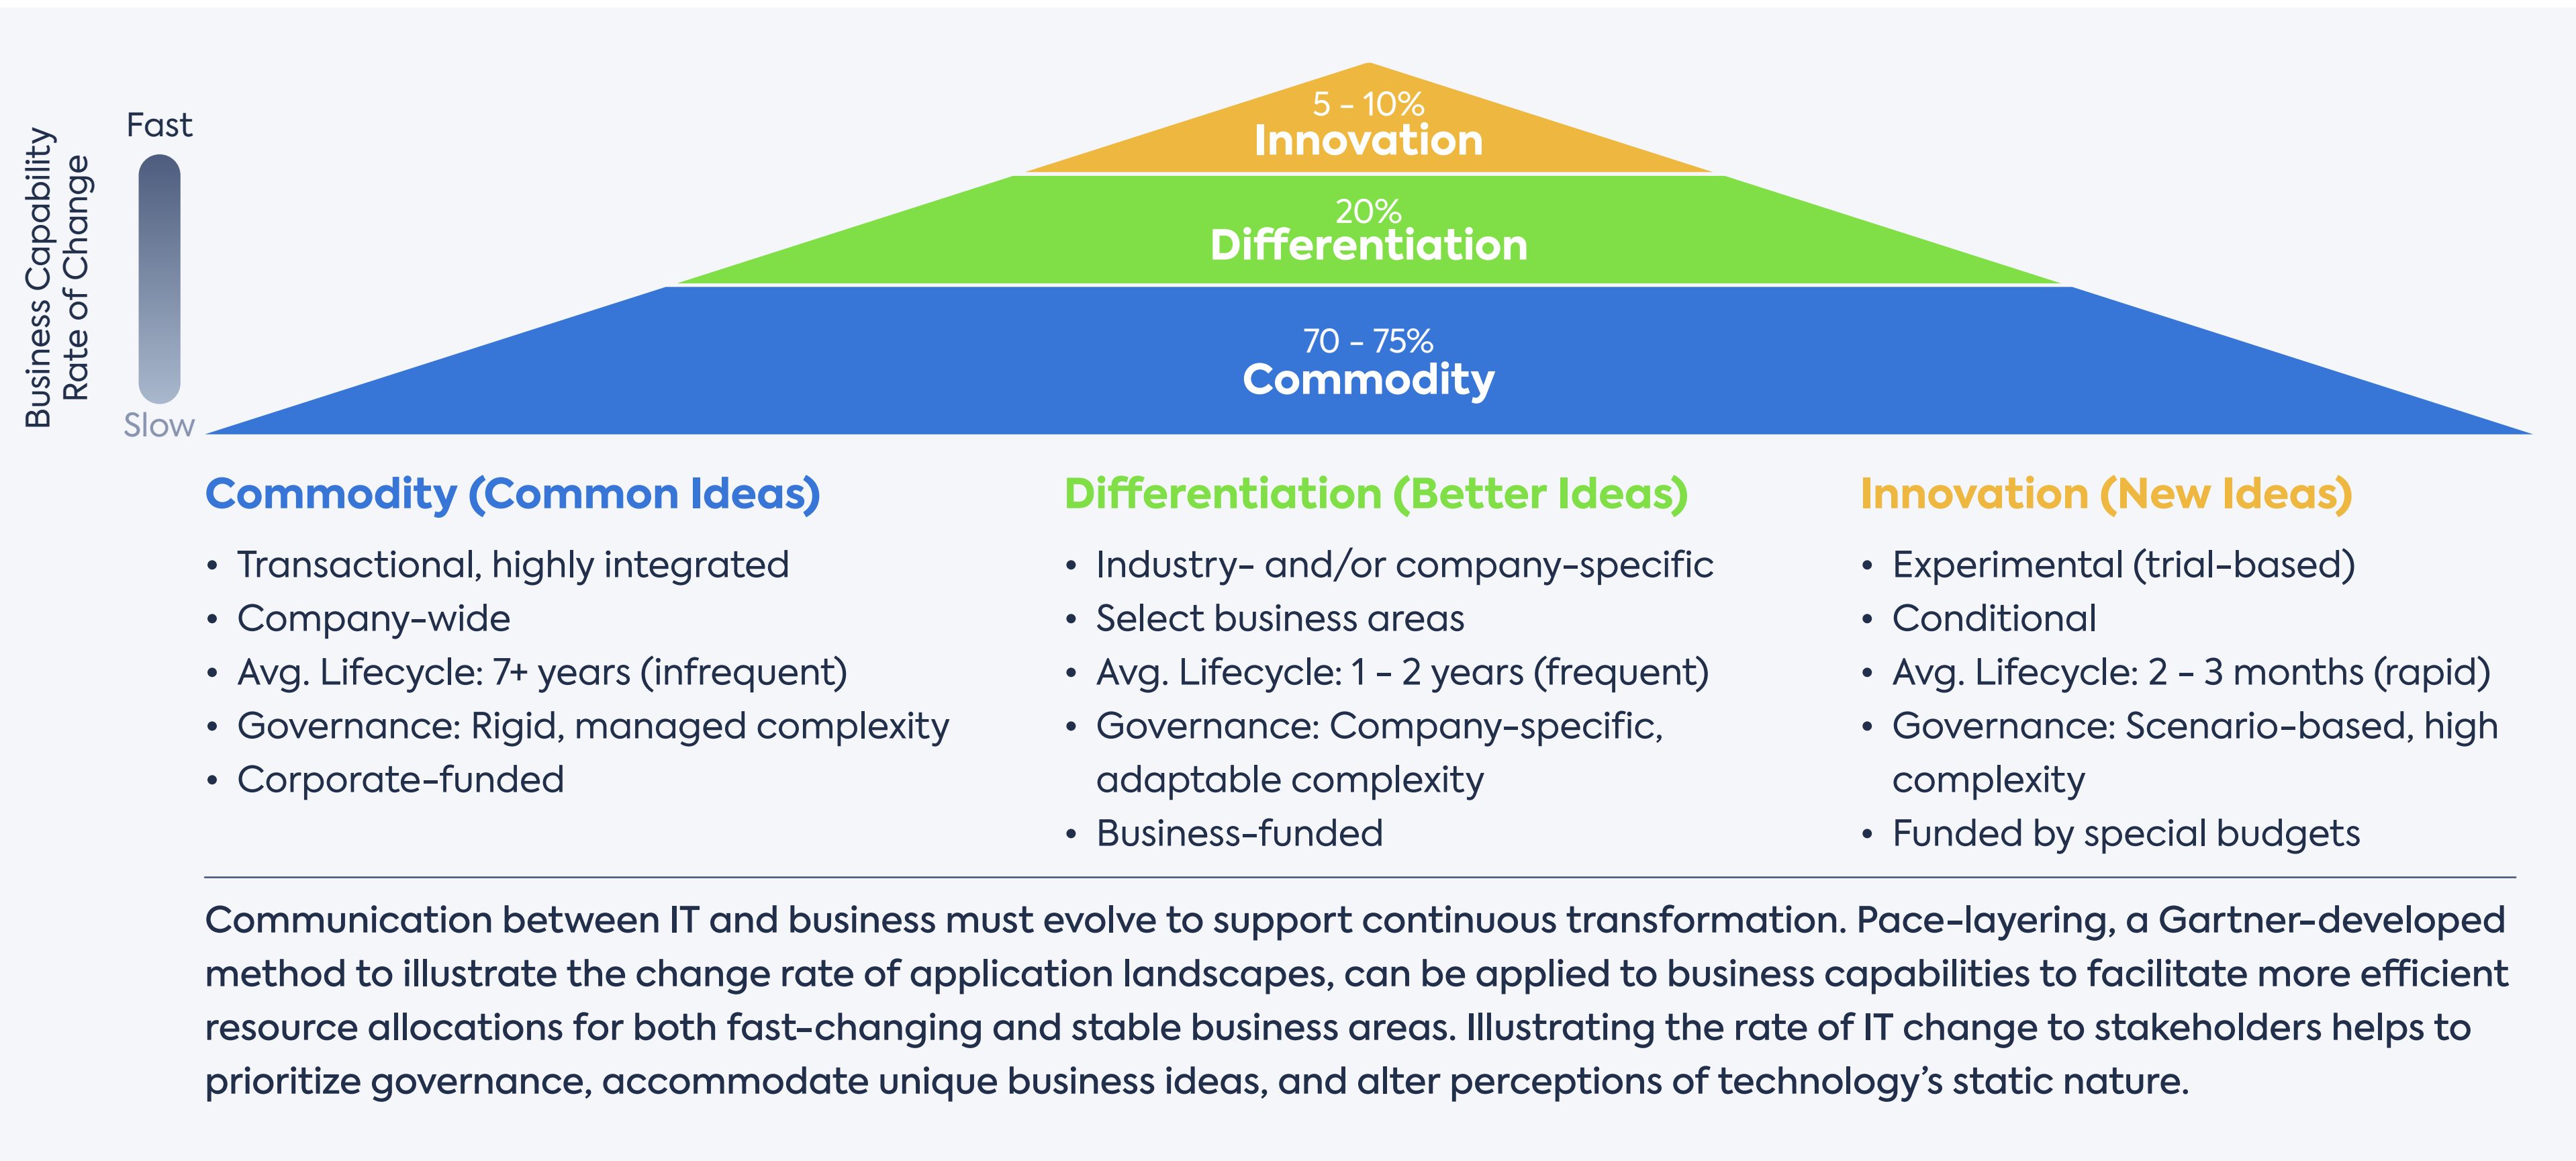 Business Capability
Rate of Change
Fast
Slow
5 - 10%
Innovation
20%
Differentiation
70 - 75%
Commodity
Commodity (Common Ideas)
• Transactional, highly integrated
• Company-wide
• Avg. Lifecycle: 7+ years (infrequent)
• Governance: Rigid, managed complexity
• Corporate-funded
Differentiation (Better Ideas)
• Industry- and/or company-specific
• Select business areas
• Avg. Lifecycle: 1 - 2 years (frequent)
• Governance: Company-specific,
adaptable complexity
• Business-funded
Innovation (New Ideas)
• Experimental (trial-based)
• Conditional
• Avg. Lifecycle: 2 - 3 months (rapid)
• Governance: Scenario-based, high
complexity
• Funded by special budgets
Communication between IT and business must evolve to support continuous transformation. Pace-layering, a Gartner-developed
method to illustrate the change rate of application landscapes, can be applied to business capabilities to facilitate more efficient
resource allocations for both fast-changing and stable business areas. Illustrating the rate of IT change to stakeholders helps to
prioritize governance, accommodate unique business ideas, and alter perceptions of technology’s static nature.